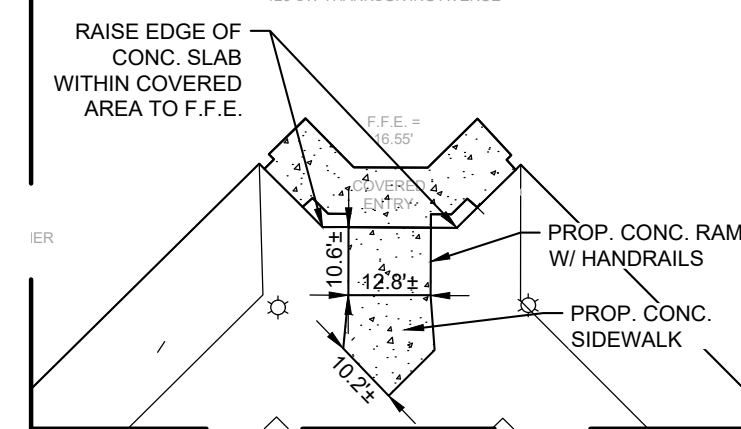 RAISE EDGE OF
CONC. SLAB
WITHIN COVERED
AREA TO F.F.E.
F.F.E. =
16.55'
COVERED
ENTRY
PROP. CONC. RAM
W/ HANDRAILS
10.6'±
12.8'±
PROP. CONC.
SIDEWALK
10.2'±